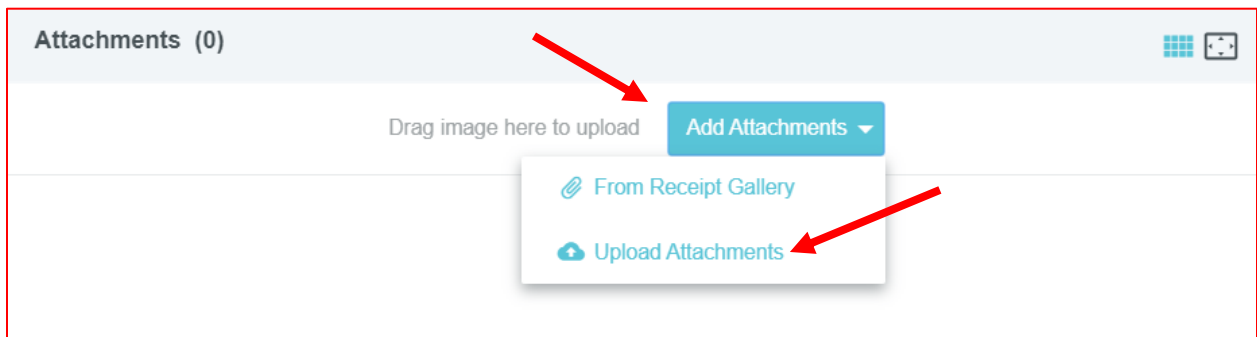 Attachments (0)
Drag image here to upload Add Attachments
From Receipt Gallery
Upload Attachments